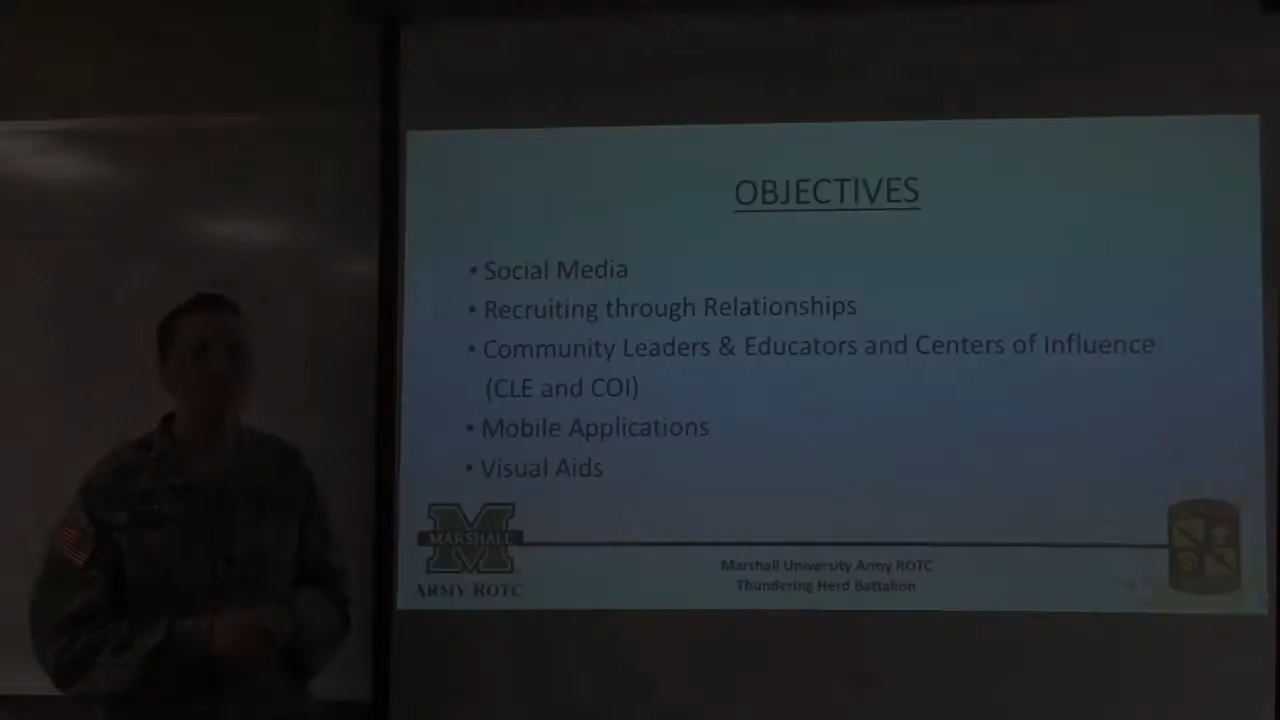 OBJECTIVES
• Social Media
• Recruiting through Relationships
• Community Leaders & Educators and Centers of Influence
(CLE and COI)
• Mobile Applications
• Visual Aids
M
MARSHALL
ARMY ROTC
Marshall University Army ROTC
Thundering Herd Battalion